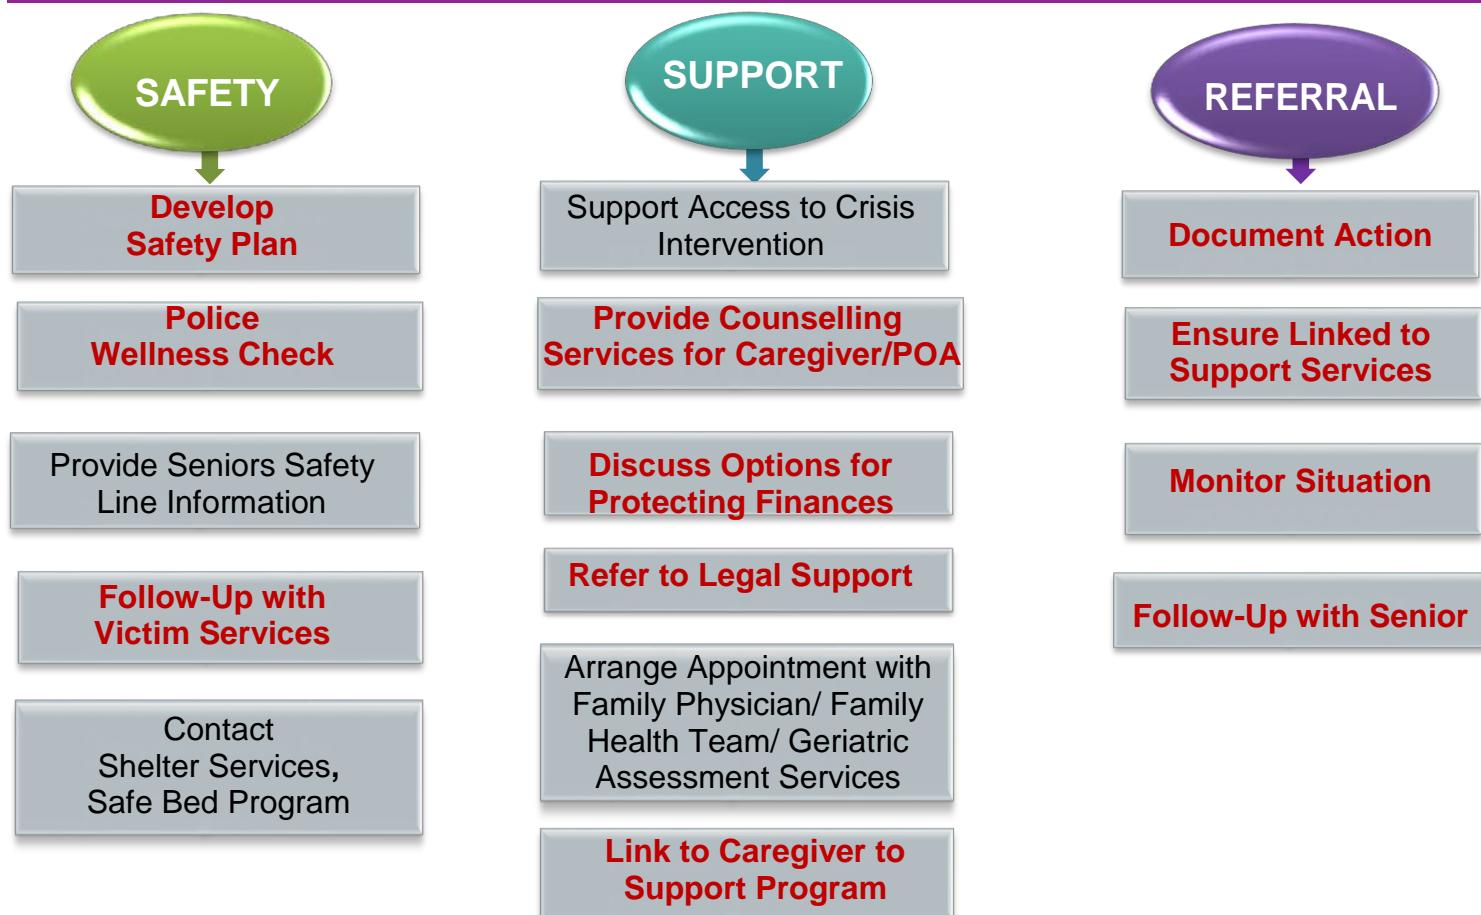 SAFETY
Develop
Safety Plan
Police
Wellness Check
Provide Seniors Safety
Line Information
Follow-Up with
Victim Services
Contact
Shelter Services,
Safe Bed Program
SUPPORT
Support Access to Crisis
Intervention
Provide Counselling
Services for Caregiver/POA
Discuss Options for
Protecting Finances
Refer to Legal Support
Arrange Appointment with
Family Physician/ Family
Health Team/ Geriatric
Assessment Services
Link to Caregiver to
Support Program
REFERRAL
Document Action
Ensure Linked to
Support Services
Monitor Situation
Follow-Up with Senior